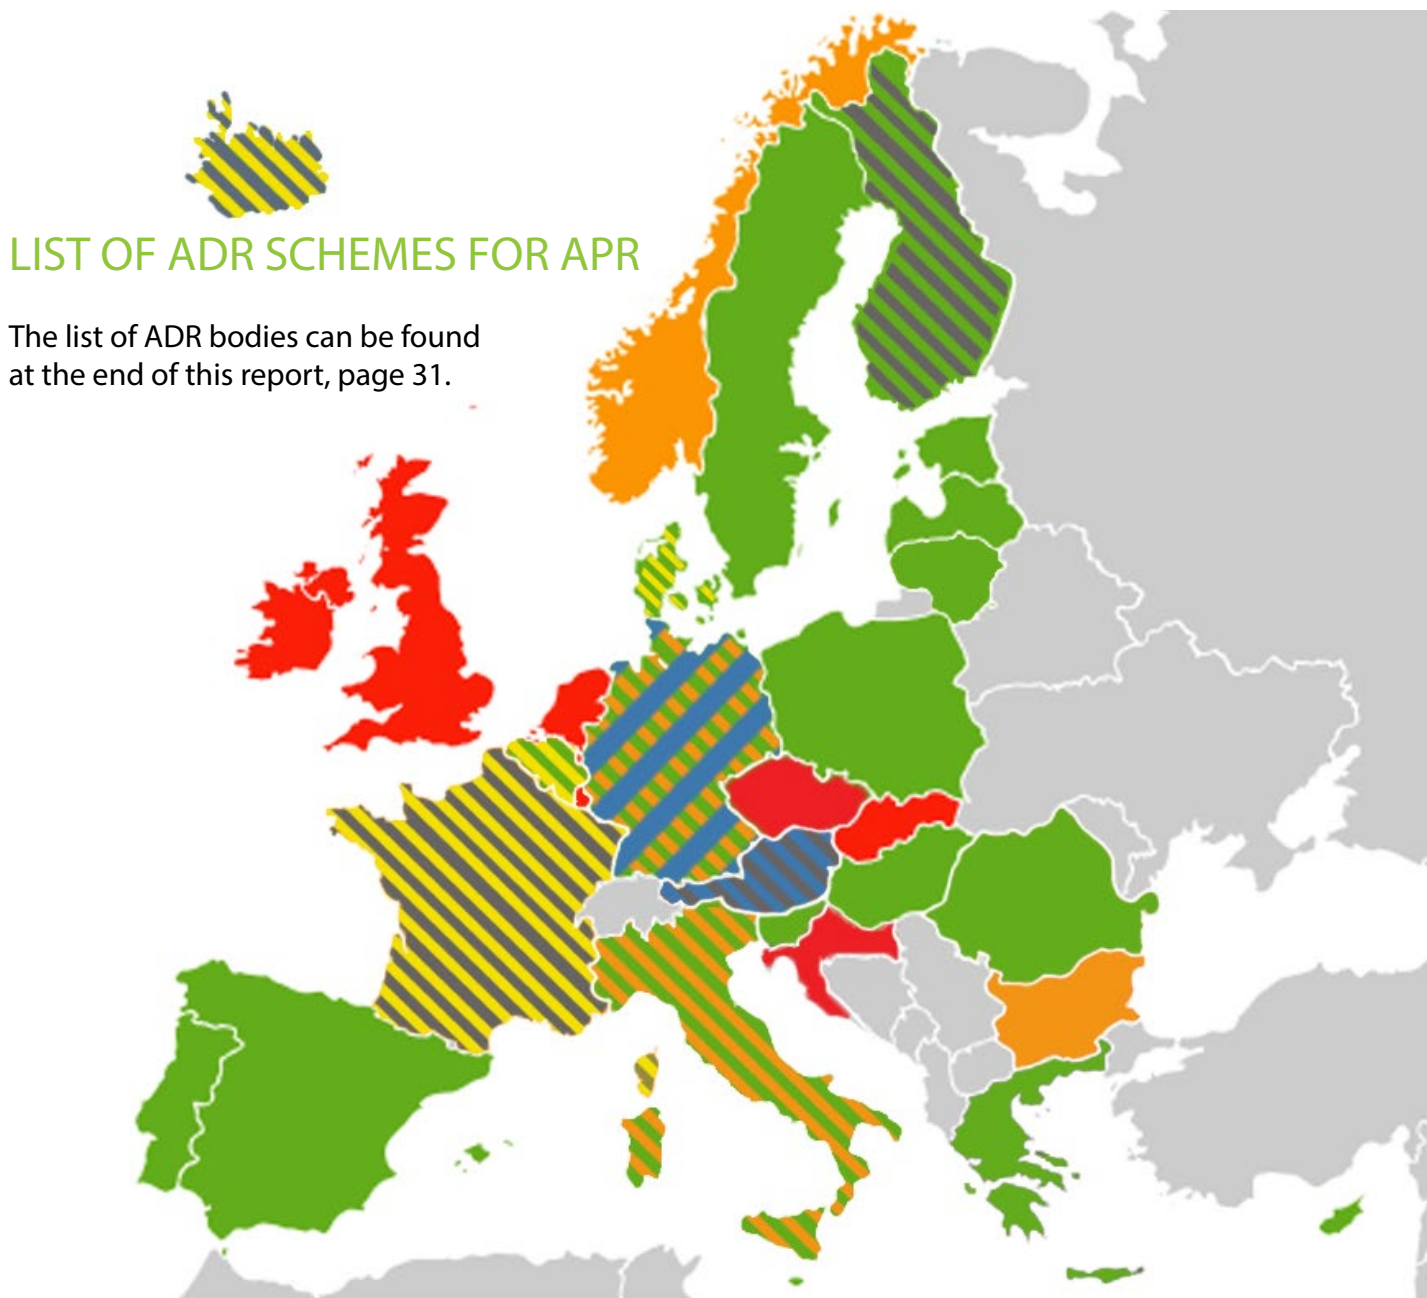 LIST OF ADR SCHEMES FOR APR
The list of ADR bodies can be found
at the end of this report, page 31.